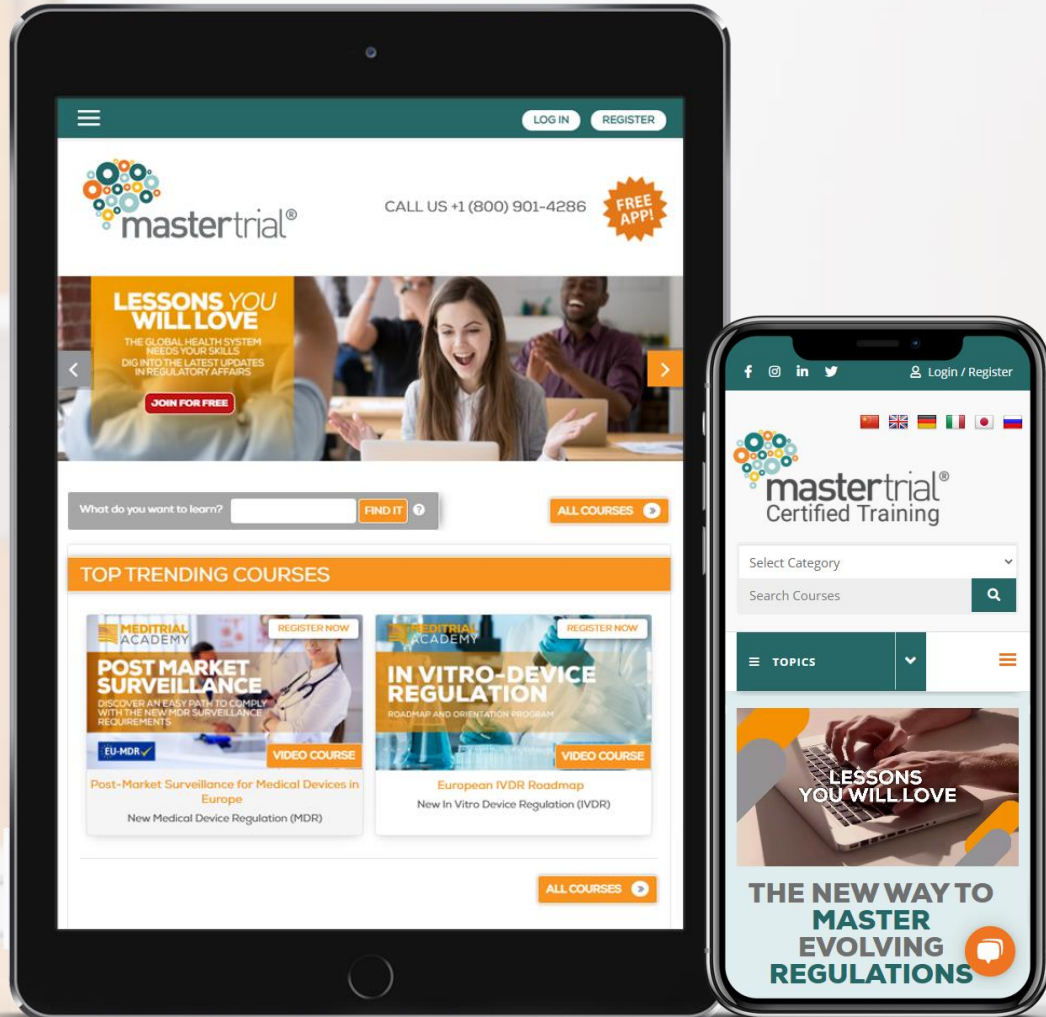 LOG IN
REGISTER
mastertrial®
CALL US +1 (800) 901-4286
FREE
APP!
LESSONS YOU
WILL LOVE
THE GLOBAL HEALTH SYSTEM
NEEDS YOUR SKILLS
DIG INTO THE LATEST UPDATES
IN REGULATORY AFFAIRS
JOIN FOR FREE
What do you want to learn?
FIND IT
?
ALL COURSES
TOP TRENDING COURSES
MEDITRIAL
ACADEMY
REGISTER NOW
POST MARKET
SURVEILLANCE
DISCOVER AN EASY PATH TO COMPLY
WITH THE NEW MDR SURVEILLANCE
REQUIREMENTS
EU-MDR
VIDEO COURSE
Post-Market Surveillance for Medical Devices in
Europe
New Medical Device Regulation (MDR)
MEDITRIAL
ACADEMY
REGISTER NOW
IN VITRO-DEVICE
REGULATION
ROADMAP AND ORIENTATION PROGRAM
VIDEO COURSE
European IVDR Roadmap
New In Vitro Device Regulation (IVDR)
ALL COURSES
Login / Register
mastertrial®
Certified Training
Select Category
Search Courses
TOPICS
LESSONS
YOU WILL LOVE
THE NEW WAY TO
MASTER
EVOLVING
REGULATIONS